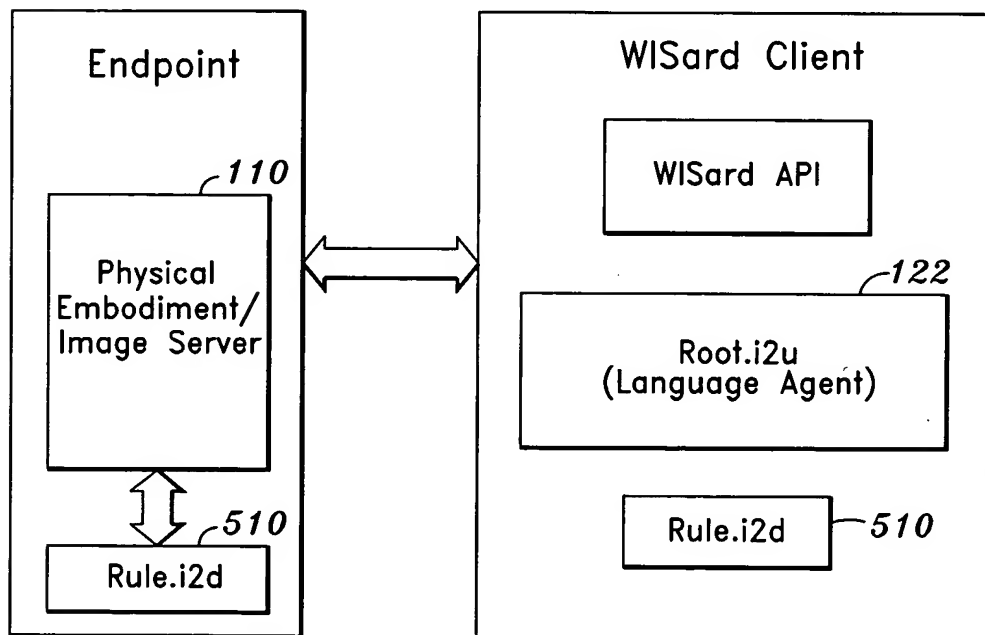 Endpoint
110
Physical
Embodiment/
Image Server
510
Rule.i2d
WISard Client
WISard API
122
Root.i2u
(Language Agent)
Rule.i2d
510